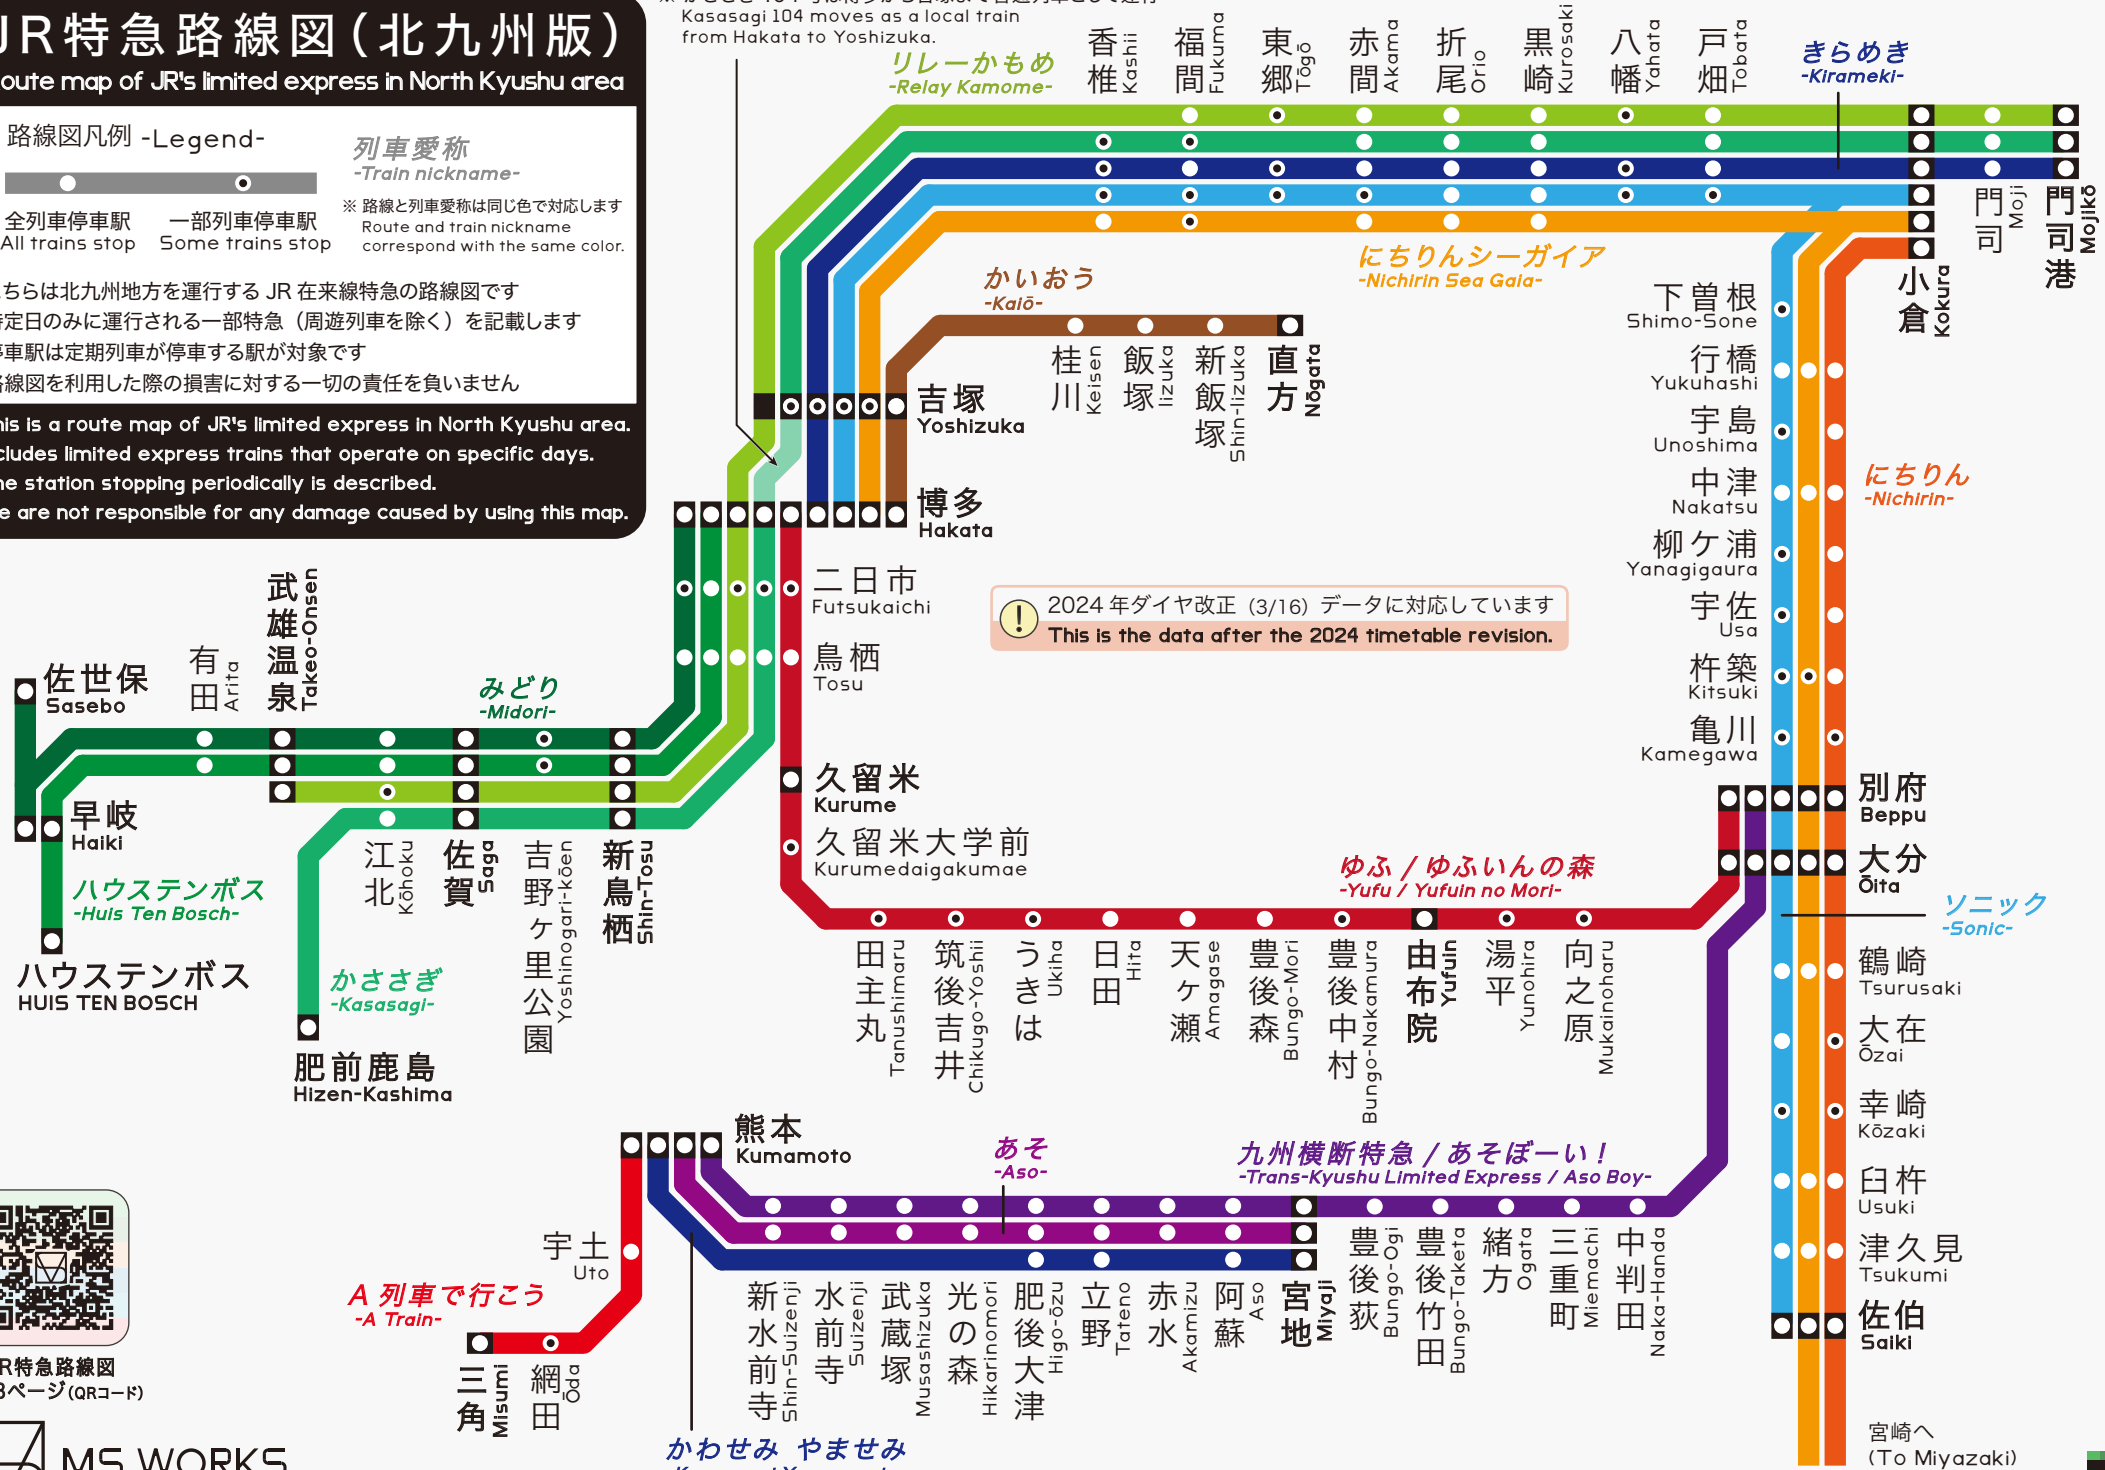 JR特急路線図(北九州版)
oute map of JR's limited express in North Kyushu area
路線図凡例 -Legend-
列車愛称
-Train nickname-
全列車停車駅
All trains stop
一部列車停車駅
Some trains stop
※ 路線と列車愛称は同じ色で対応します
Route and train nickname
correspond with the same color.
ちらは北九州地方を運行する JR 在来線特急の路線図です
定日のみに運行される一部特急（周遊列車を除く）を記載します
車駅は定期列車が停車する駅が対象です
線図を利用した際の損害に対する一切の責任を負いません
his is a route map of JR's limited express in North Kyushu area.
cludes limited express trains that operate on specific days.
he station stopping periodically is described.
e are not responsible for any damage caused by using this map.
Kasasagi 104 moves as a local train
from Hakata to Yoshizuka.
リレーかもめ
-Relay Kamome-
香椎
Kashii
福間
Fukuma
東郷
Tōgō
赤間
Akama
折尾
Orio
黒崎
Kurosaki
八幡
Yahata
戸畑
Tobata
きらめき
-Kirameki-
門司
Moji
門司港
Mojikō
小倉
Kokura
にちりんシーガイア
-Nichirin Sea Gaia-
かいおう
-Kaiō-
桂川
Keisen
飯塚
Iizuka
新飯塚
Shin-Iizuka
直方
Nōgata
吉塚
Yoshizuka
博多
Hakata
下曽根
Shimo-Sone
行橋
Yukuhashi
宇島
Unoshima
中津
Nakatsu
柳ケ浦
Yanagigaura
宇佐
Usa
杵築
Kitsuki
亀川
Kamegawa
にちりん
-Nichirin-
二日市
Futsukaichi
鳥栖
Tosu
! 2024 年ダイヤ改正（3/16）データに対応しています
This is the data after the 2024 timetable revision.
佐世保
Sasebo
有田
Arita
武雄温泉
Takeo-Onsen
みどり
-Midori-
早岐
Haiki
ハウステンボス
-Huis Ten Bosch-
ハウステンボス
HUIS TEN BOSCH
江北
Kōhoku
佐賀
Saga
吉野ヶ里公園
Yoshinogari-kōen
新鳥栖
Shin-Tosu
かささぎ
-Kasasagi-
肥前鹿島
Hizen-Kashima
久留米
Kurume
久留米大学前
Kurumedaigakumae
ゆふ / ゆふいんの森
-Yufu / Yufuin no Mori-
別府
Beppu
大分
Ōita
ソニック
-Sonic-
田主丸
Tanushimaru
筑後吉井
Chikugo-Yoshii
うきは
Ukiha
日田
Hita
天ヶ瀬
Amagase
豊後森
Bungo-Mori
豊後中村
Bungo-Nakamura
由布院
Yufuin
湯平
Yunohira
向之原
Mukainoharu
鶴崎
Tsurusaki
大在
Ōzai
幸崎
Kōzaki
臼杵
Usuki
津久見
Tsukumi
佐伯
Saiki
熊本
Kumamoto
あそ
-Aso-
九州横断特急 / あそぼーい！
-Trans-Kyushu Limited Express / Aso Boy-
宇土
Uto
A 列車で行こう
-A Train-
三角
Misumi
網田
Ōda
新水前寺
Shin-Suizenji
水前寺
Suizenji
武蔵塚
Musashizuka
光の森
Hikarinomori
肥後大津
Higo-ōzu
立野
Tateno
赤水
Akamizu
阿蘇
Aso
宮地
Miyaji
豊後荻
Bungo-Ogi
豊後竹田
Bungo-Taketa
緒方
Ogata
三重町
Miemachi
中判田
Naka-Handa
かわせみ やませみ
R特急路線図
ページ(QRコード)
MS WORKS
宮崎へ
(To Miyazaki)